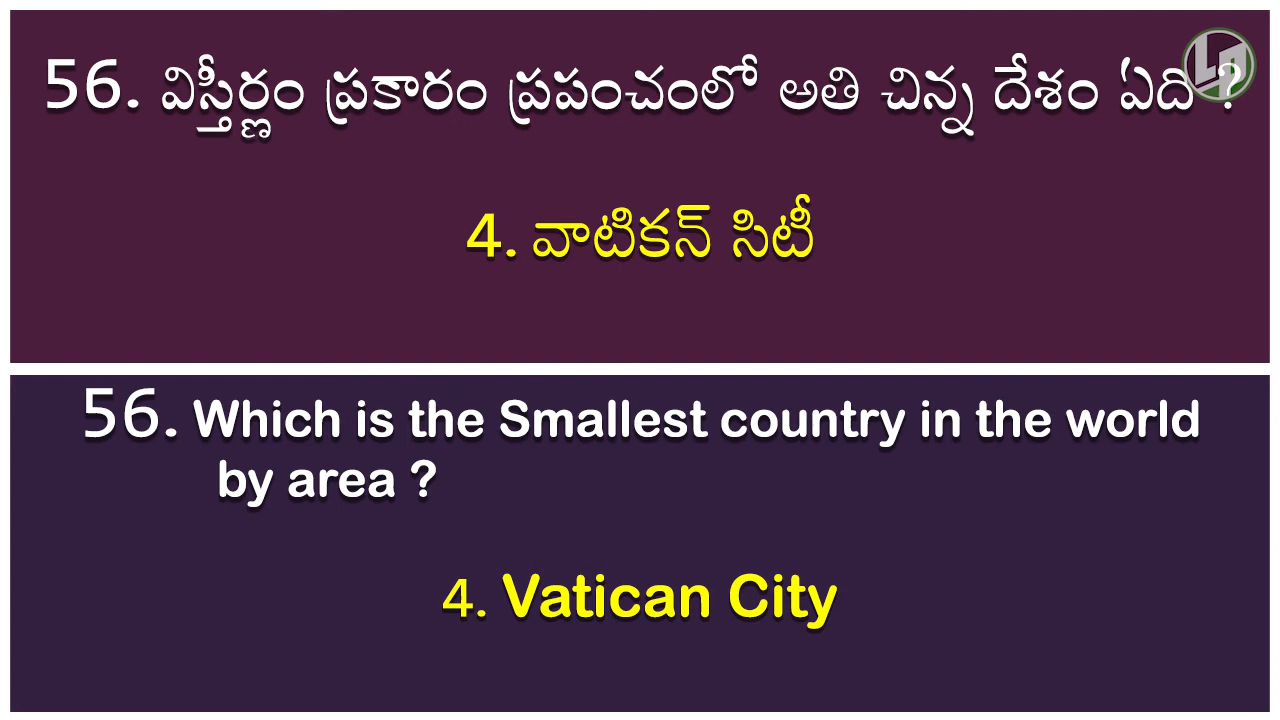 56. విస్తీర్ణం ప్రకారం ప్రపంచంలో అతి చిన్న దేశం ఏది ?
4. వాటికన్ సిటీ
56. Which is the Smallest country in the world
by area ?
4. Vatican City